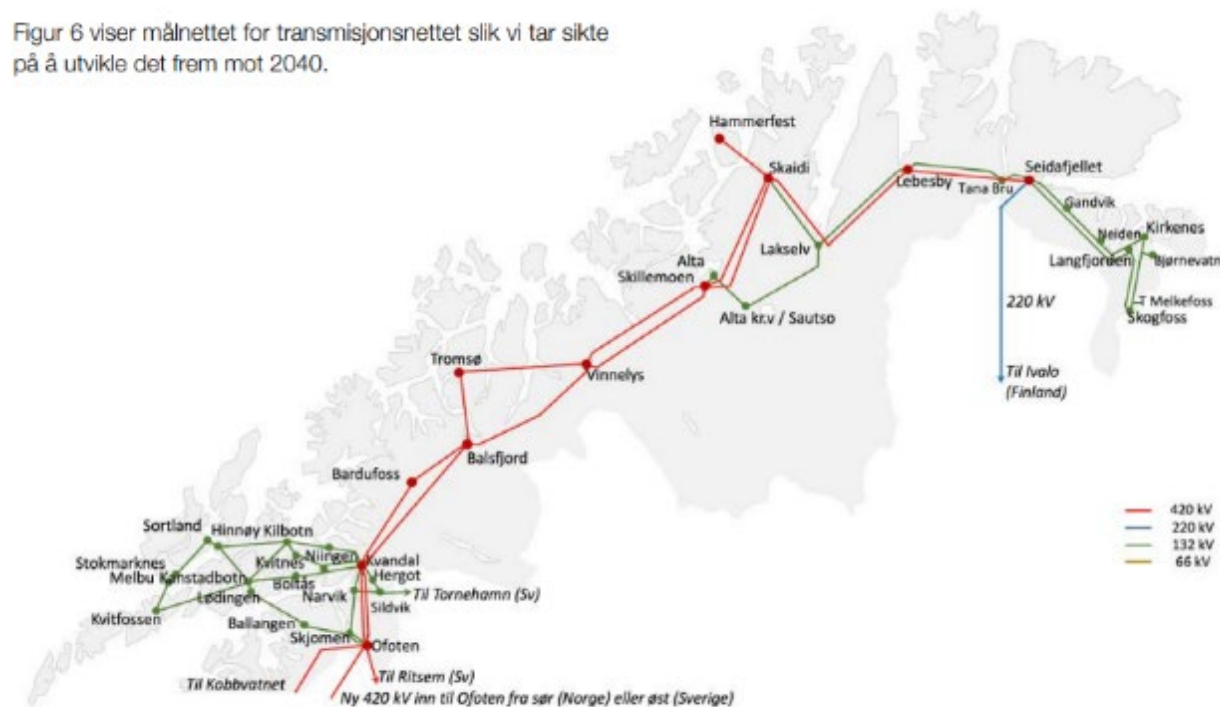 Figur 6 viser målnettet for transmisjonsnettet slik vi tar sikte
på å utvikle det frem mot 2040.
Hammerfest
Skaidi
Lebesby
Tana Bru
Seidafjellet
Gandvik
Neiden
Kirkenes
Langfjorden
Bjørnevatn
T Melkefoss
Skogfoss
Lakselv
Alta
Skillemoen
Alta kr.v / Sautso
220 kV
Til Ivalo
(Finland)
Tromsø
Vinnelys
Balsfjord
Bardufoss
420 kV
220 kV
132 kV
66 kV
Sortland
Hinnøy
Kilbotn
Stokmarknes
Kvitnes
Niingen
Kvandal
Melbu
Kanstadbotn
Boltås
Hergot
Lødingen
Narvik
Til Tornehamn (Sv)
Sildvik
Kvitfossen
Ballangen
Skjomen
Ofoten
Til Kobbvatnet
Til Ritsem (Sv)
Ny 420 kV inn til Ofoten fra sør (Norge) eller øst (Sverige)